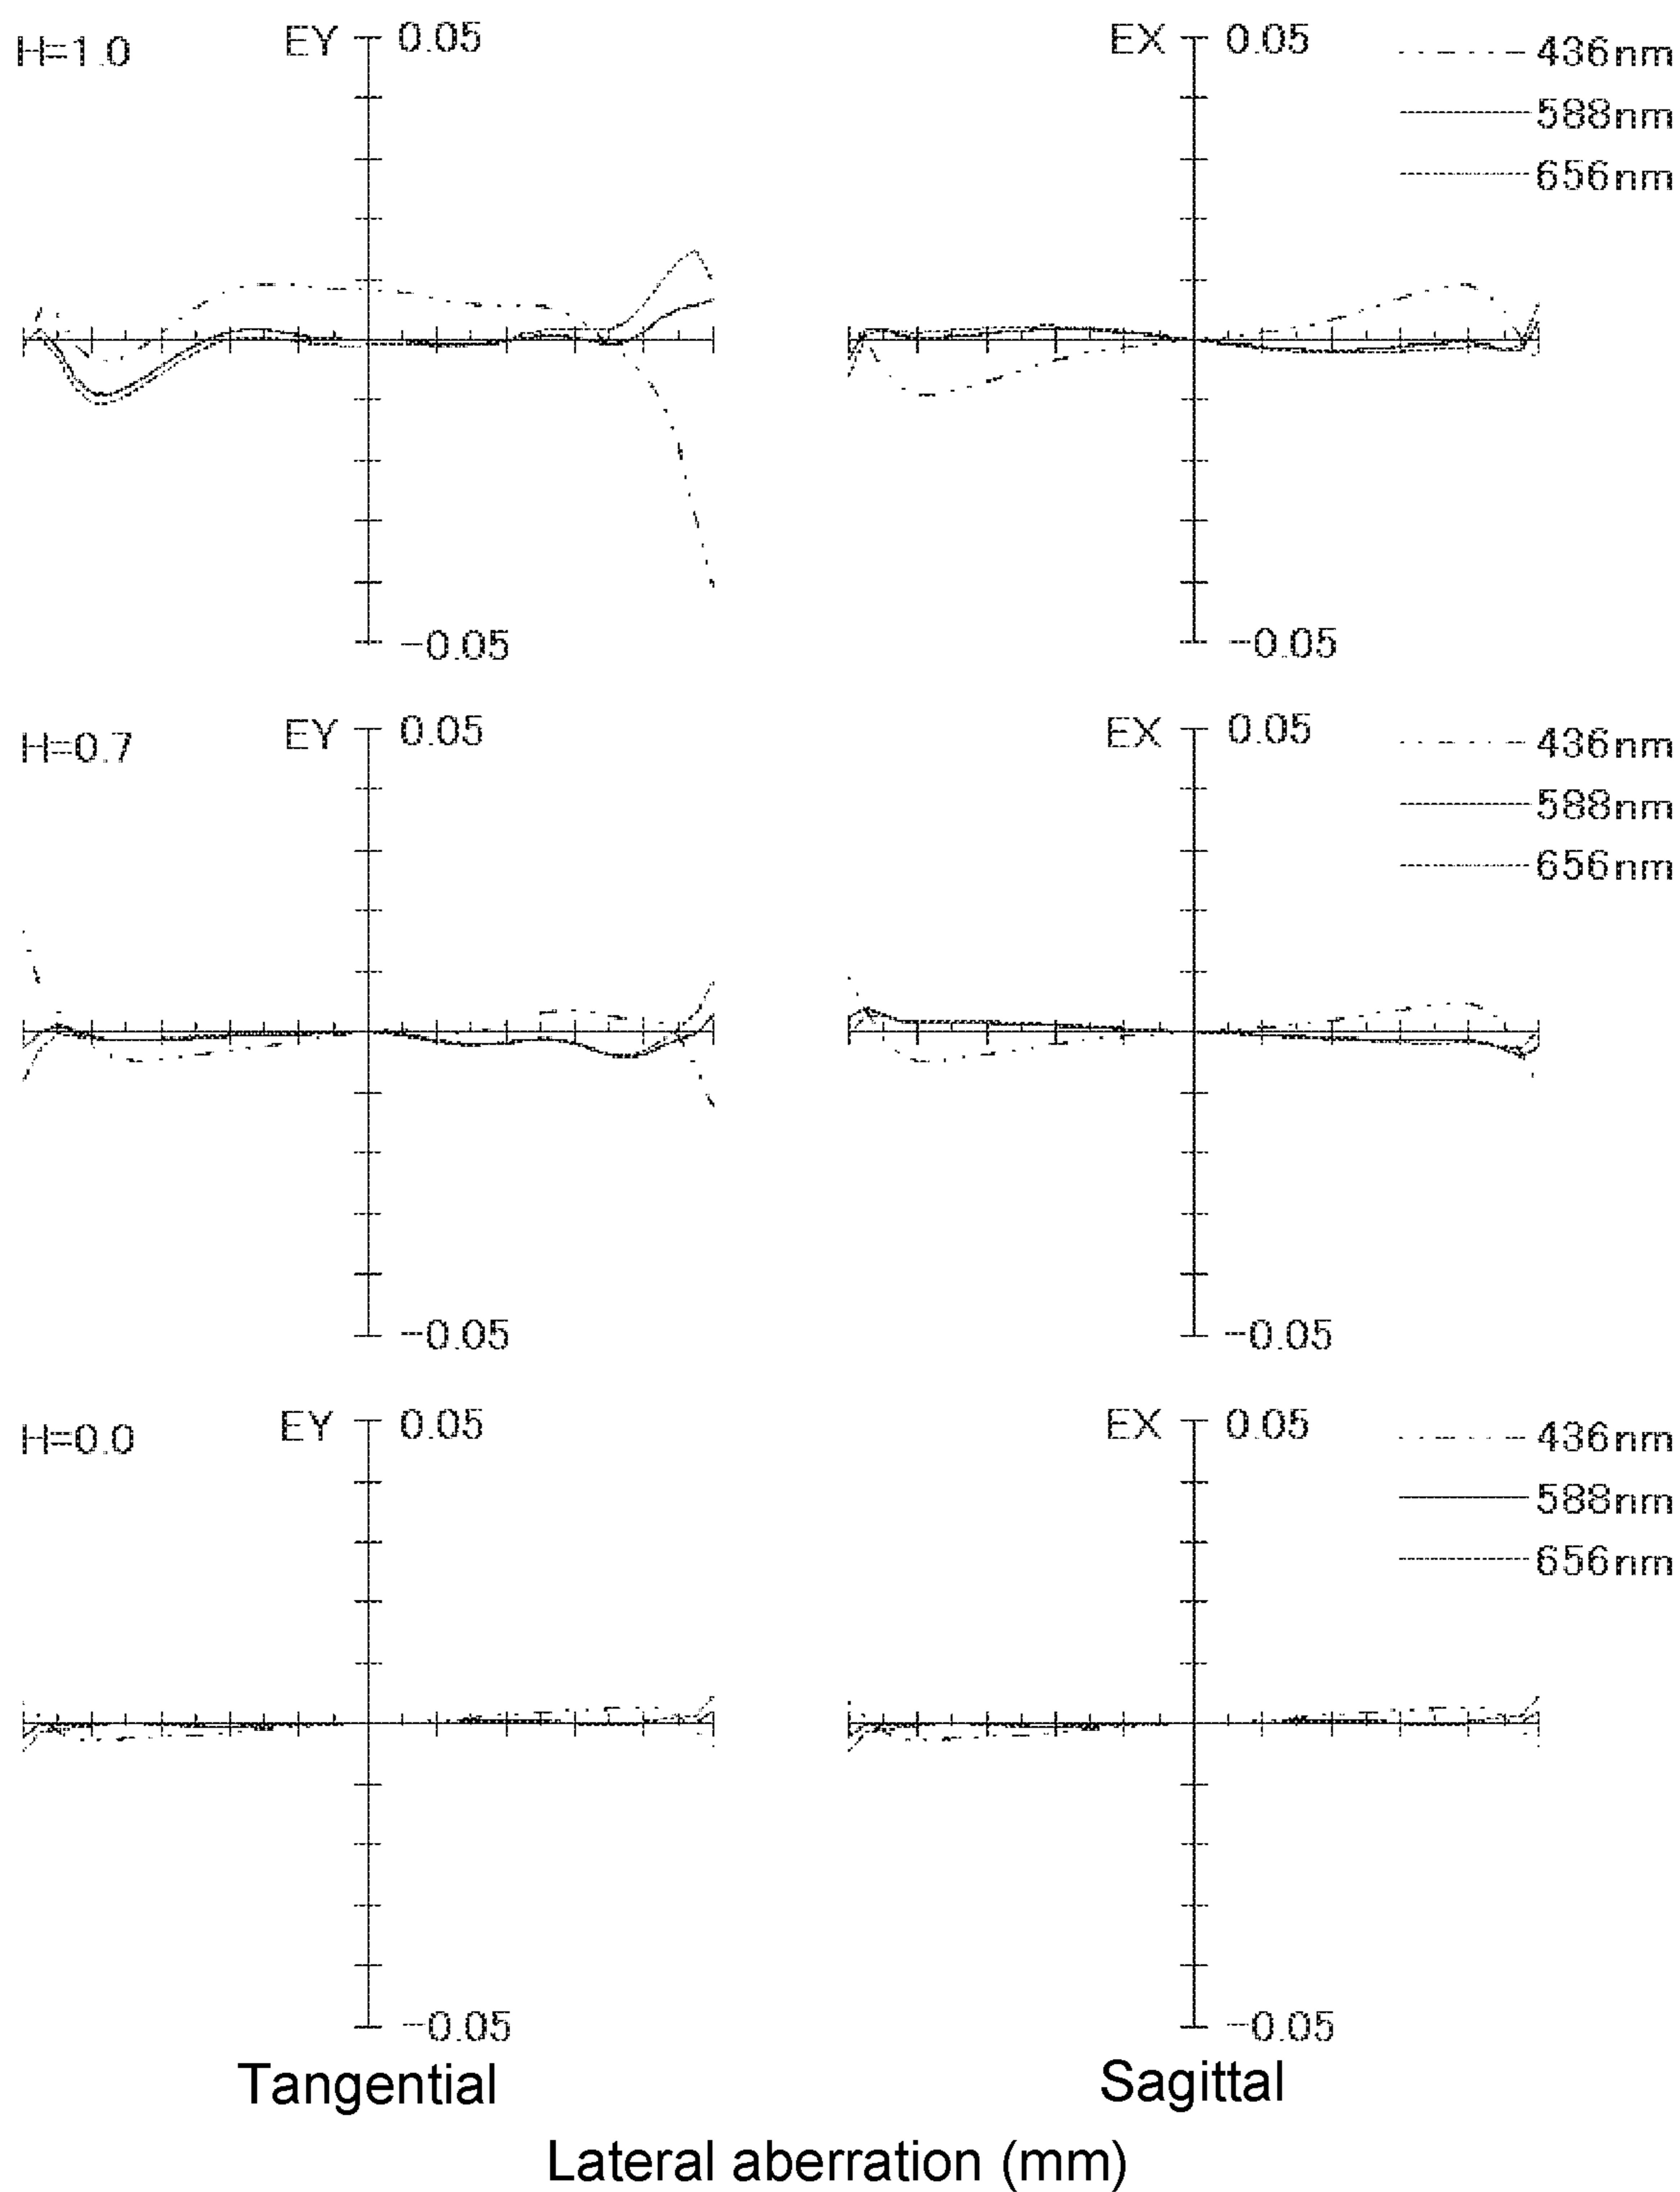 H=1.0 EY 0.05 EX 0.05 436nm
588nm
656nm
−0.05 −0.05
H=0.7 EY 0.05 EX 0.05 436nm
588nm
656nm
−0.05 −0.05
H=0.0 EY 0.05 EX 0.05 436nm
588nm
656nm
−0.05 −0.05
Tangential Sagittal
Lateral aberration (mm)